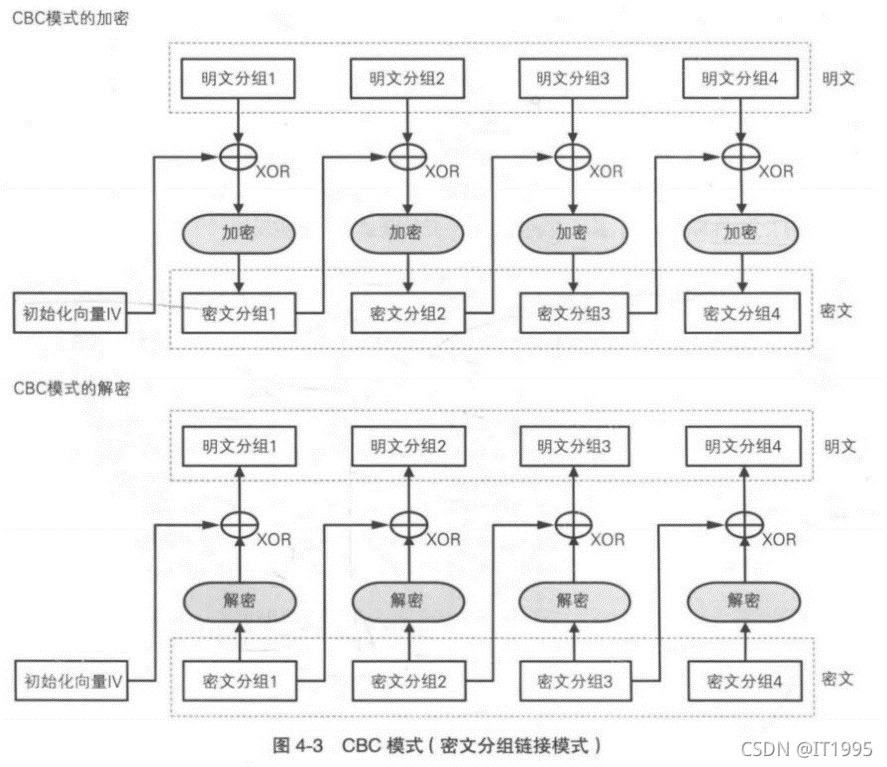 CBC模式的加密
明文分组1 明文分组2 明文分组3 明文分组4 明文
XOR XOR XOR XOR
加密 加密 加密 加密
初始化向量IV 密文分组1 密文分组2 密文分组3 密文分组4 密文
CBC模式的解密
明文分组1 明文分组2 明文分组3 明文分组4 明文
XOR XOR XOR XOR
解密 解密 解密 解密
初始化向量IV 密文分组1 密文分组2 密文分组3 密文分组4 密文
图 4-3 CBC 模式(密文分组链接模式)
CSDN @IT1995